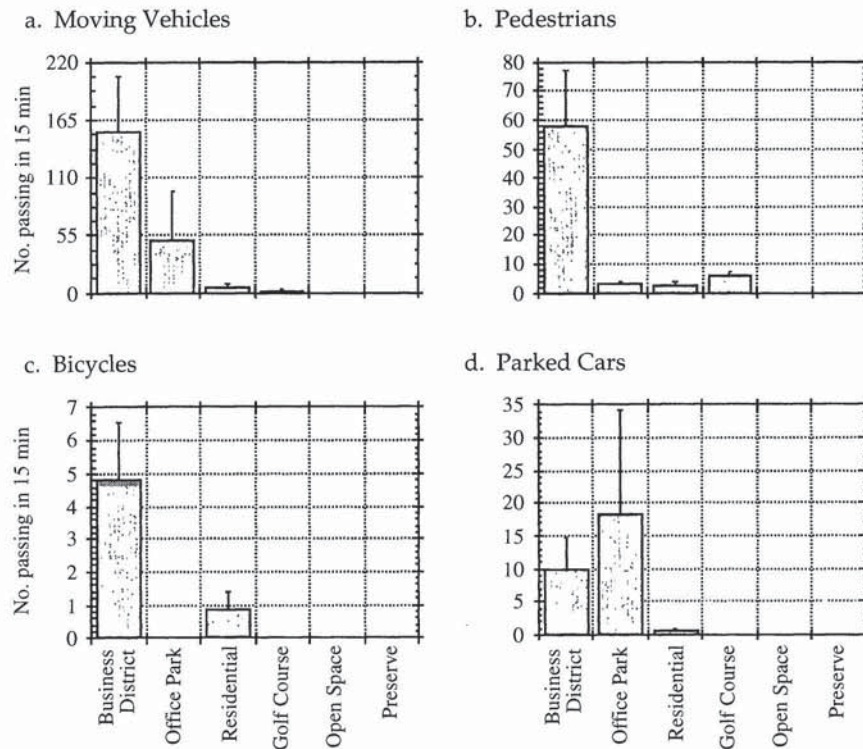 a. Moving Vehicles
No. passing in 15 min
220
165
110
55
0
b. Pedestrians
80
70
60
50
40
30
20
10
0
c. Bicycles
No. passing in 15 min
7
6
5
4
3
2
1
0
Business
District
Office Park
Residential
Golf Course
Open Space
Preserve
d. Parked Cars
35
30
25
20
15
10
5
0
Business
District
Office Park
Residential
Golf Course
Open Space
Preserve